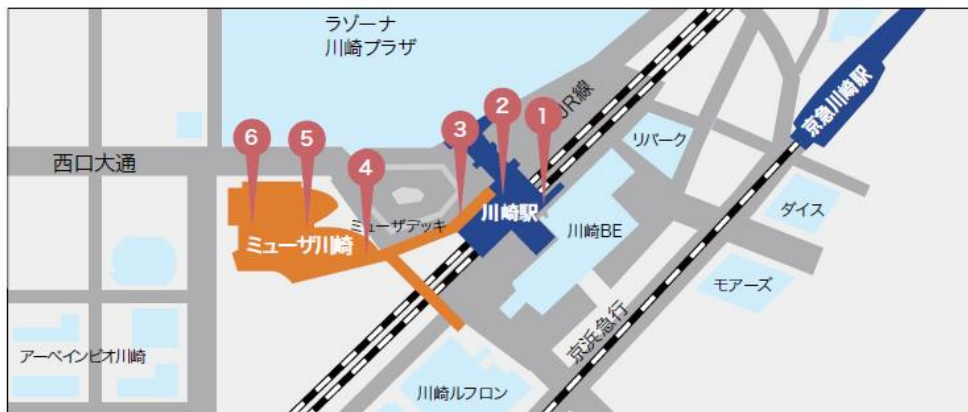 ラゾーナ
川崎プラザ
JR線
京急川崎駅
リバーク
西口大通
6
5
4
3
2
1
川崎駅
ミューザデッキ
ミューザ川崎
川崎BE
ダイス
モアーズ
京浜急行
アーベインビオ川崎
川崎ルフロン